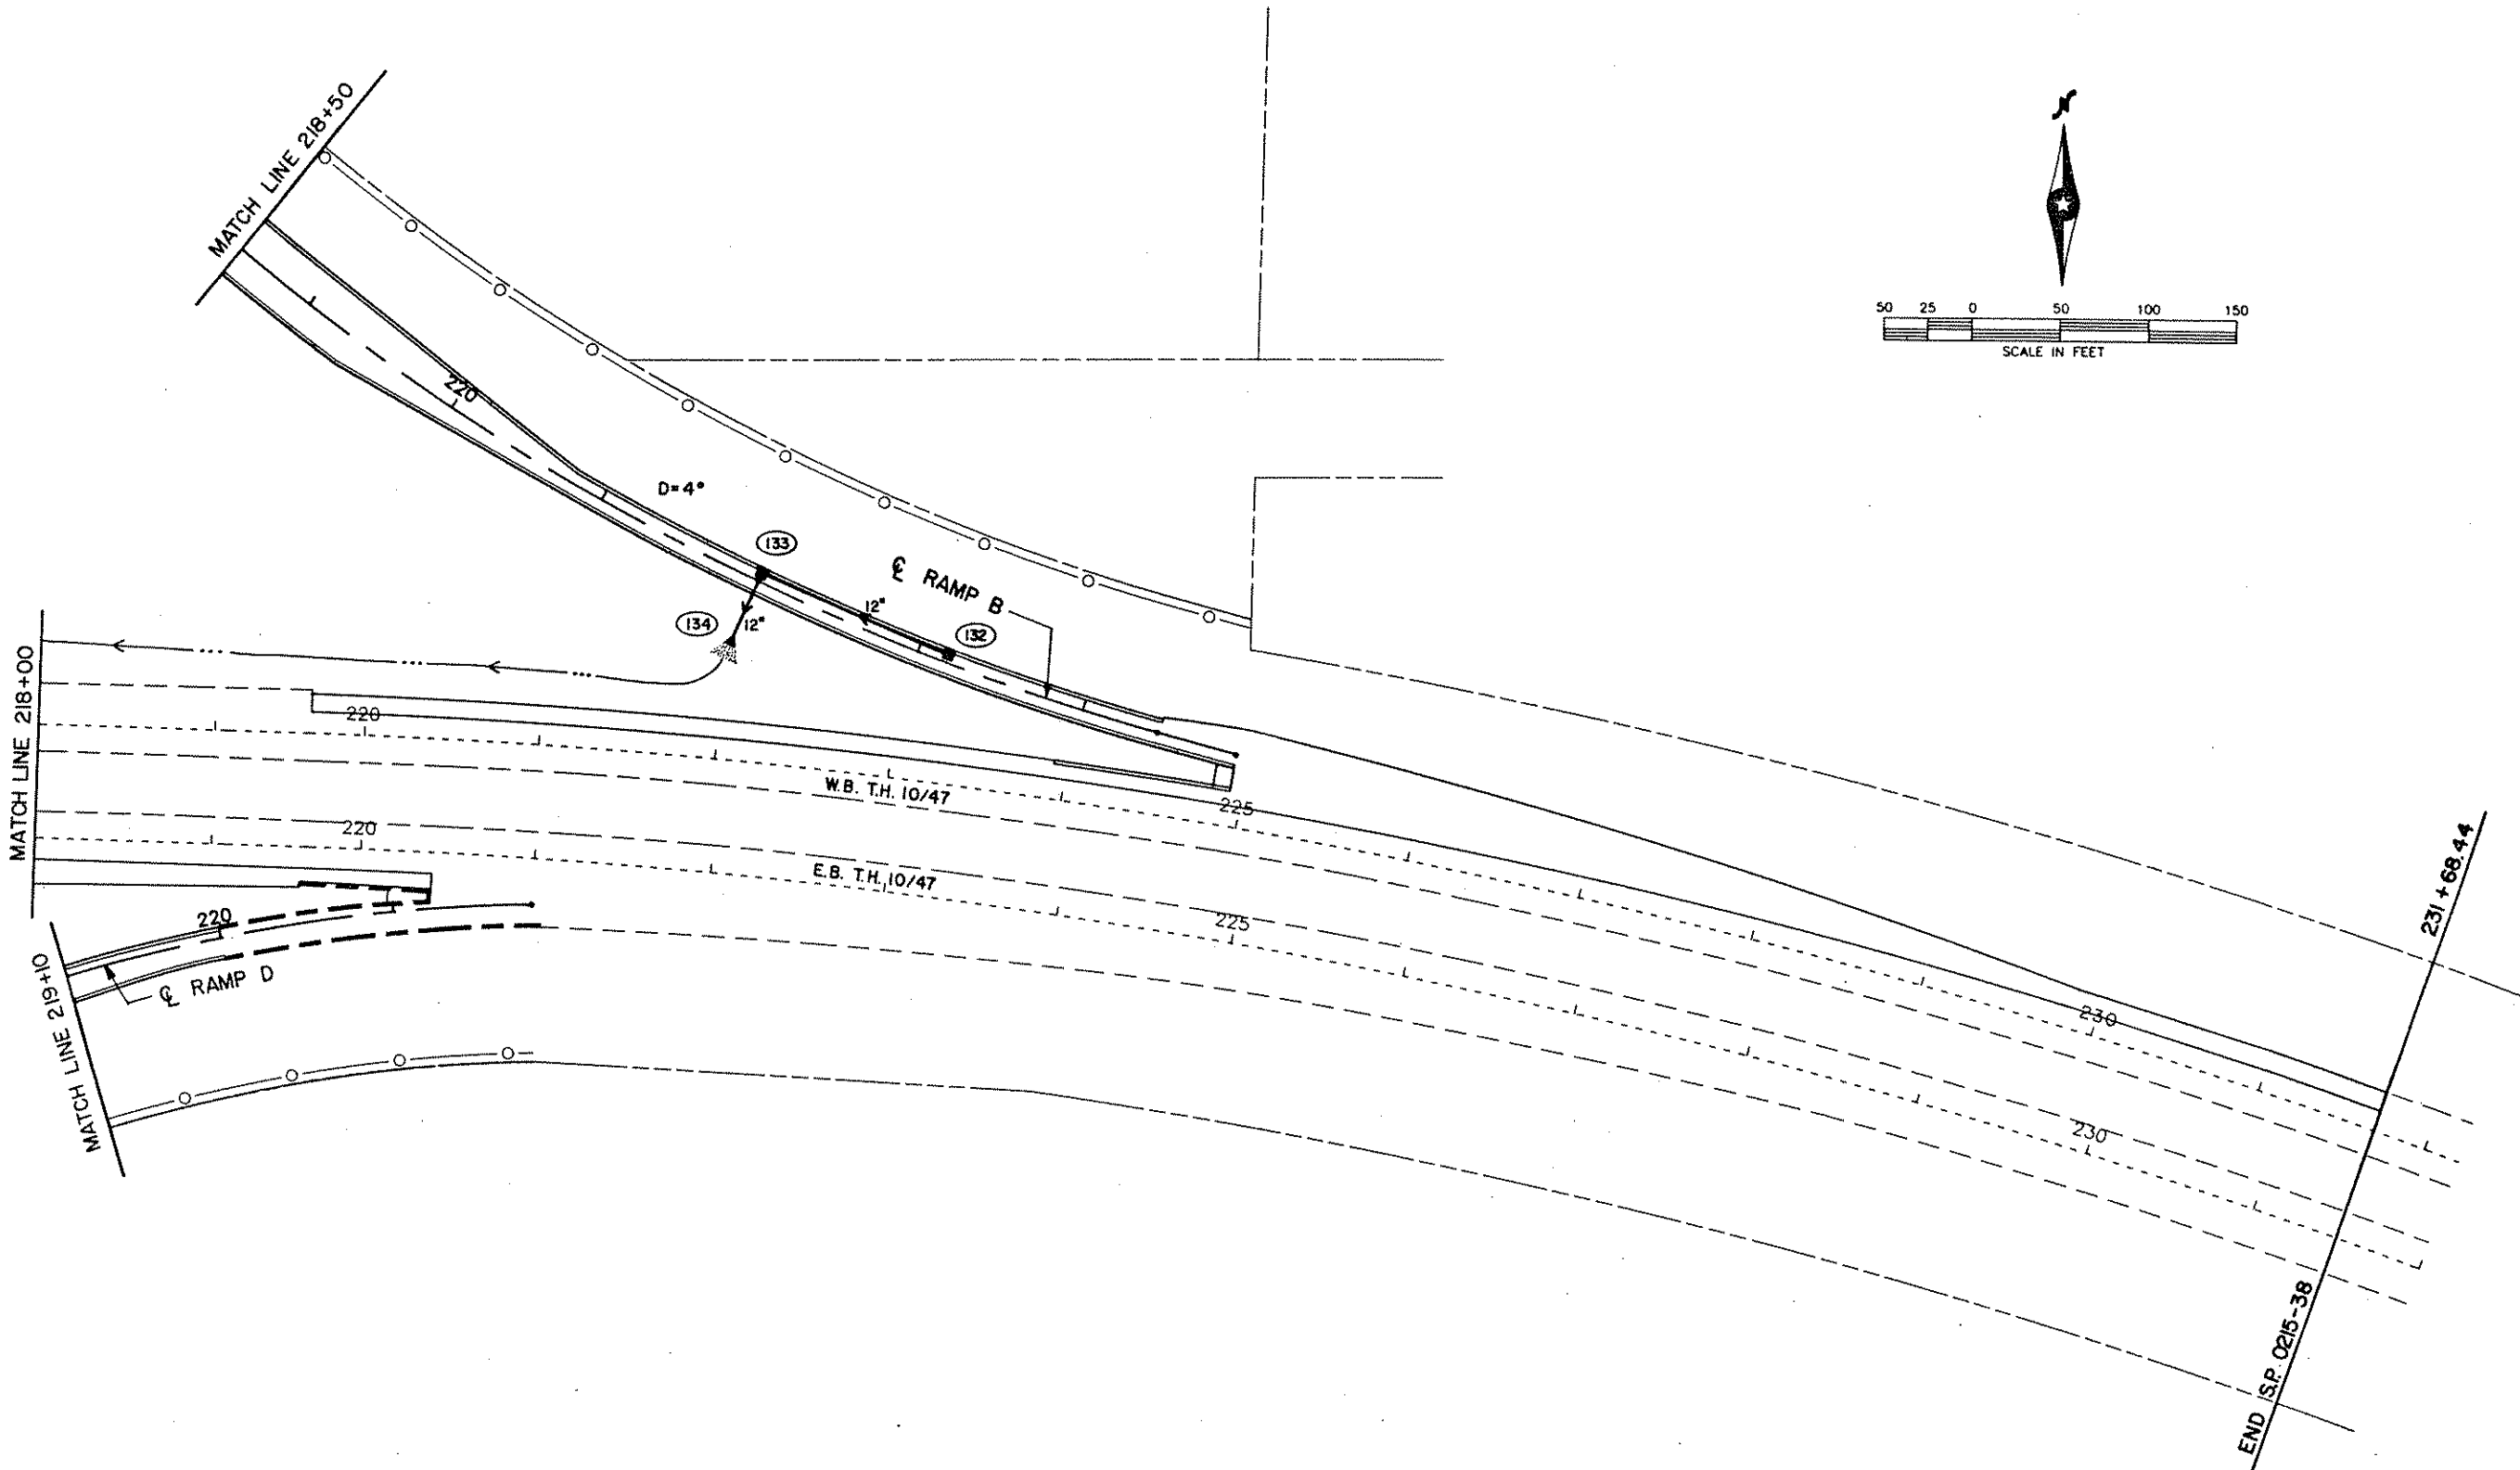 MATCH LINE 218+50
N
50 25 0 50 100 150
SCALE IN FEET
220
D=4°
133
℄ RAMP B
12"
134
12"
132
MATCH LINE 218+00
220
W.B. T.H. 10/47
225
220
E.B. T.H. 10/47
225
231+68.44
220
℄ RAMP D
MATCH LINE 219+10
230
230
END S.P. 0215-38